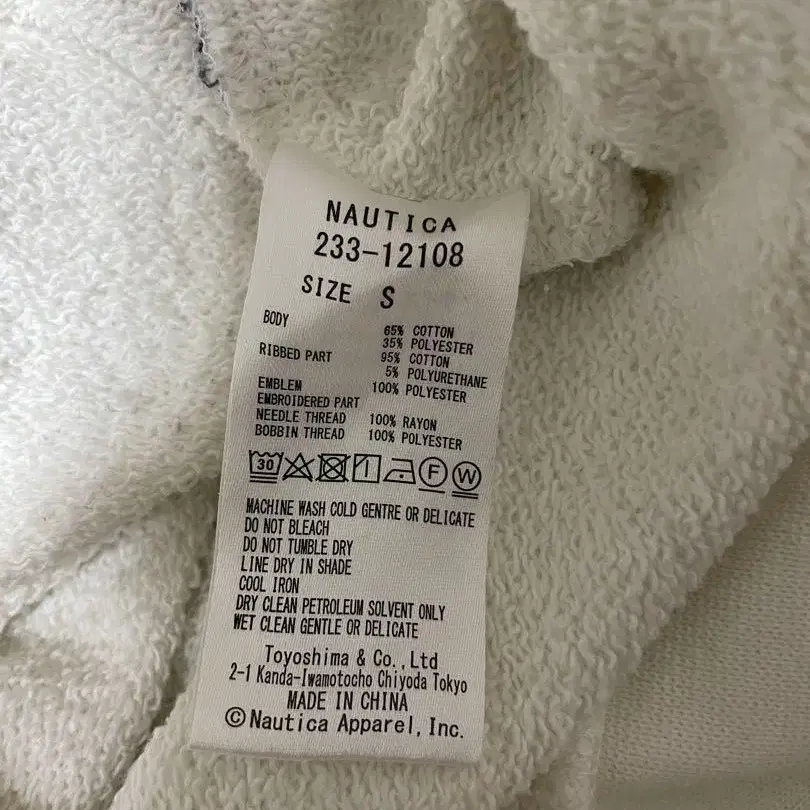 NAUTICA
233-12108
SIZE S
BODY 65% COTTON
35% POLYESTER
RIBBED PART 95% COTTON
5% POLYURETHANE
EMBLEM 100% POLYESTER
EMBROIDERED PART
NEEDLE THREAD 100% RAYON
BOBBIN THREAD 100% POLYESTER
30 F W
MACHINE WASH COLD GENTRE OR DELICATE
DO NOT BLEACH
DO NOT TUMBLE DRY
LINE DRY IN SHADE
COOL IRON
DRY CLEAN PETROLEUM SOLVENT ONLY
WET CLEAN GENTLE OR DELICATE
Toyoshima & Co.,Ltd
2-1 Kanda-Iwamotocho Chiyoda Tokyo
MADE IN CHINA
©Nautica Apparel, Inc.